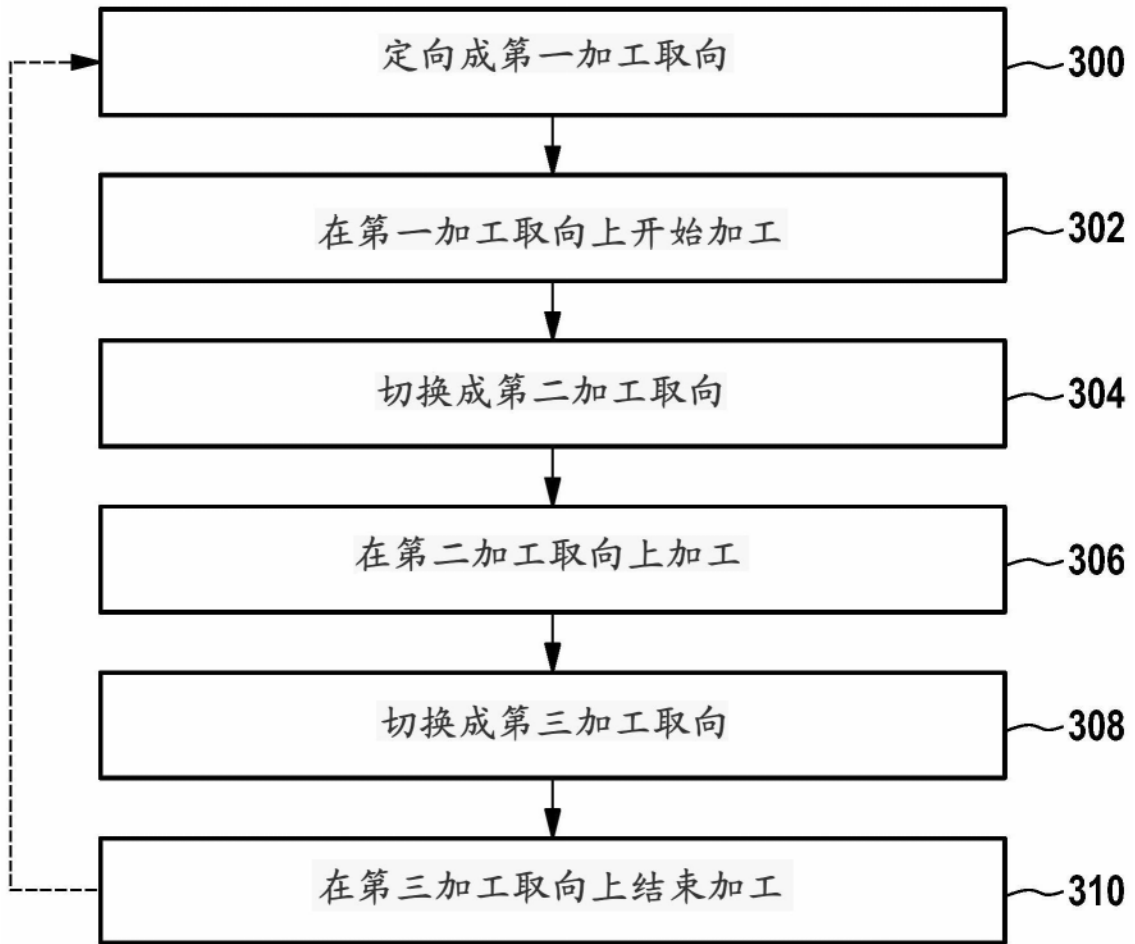 定向成第一加工取向
300
在第一加工取向上开始加工
302
切换成第二加工取向
304
在第二加工取向上加工
306
切换成第三加工取向
308
在第三加工取向上结束加工
310